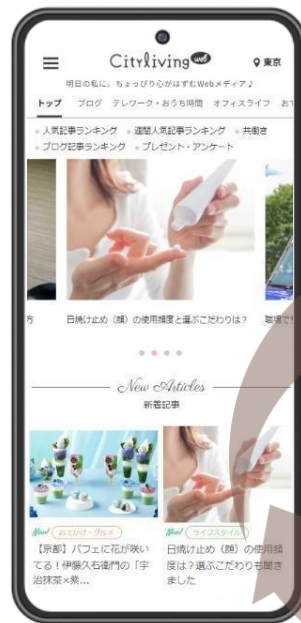 Cityliving web
東京
明日の私に、ちょっぴり心がはずむWebメディア♪
トップ ブログ テレワーク・おうち時間 オフィスライフ おで
人気記事ランキング 週間人気記事ランキング 共働き
ブログ記事ランキング プレゼント・アンケート
方 日焼け止め（顔）の使用頻度と選ぶこだわりは？ 職場で
New Articles
新着記事
New! おでかけ・グルメ
New! ライフスタイル
【京都】パフェに花が咲い
てる！伊藤久右衛門の「宇
治抹茶×紫...
日焼け止め（顔）の使用頻
度は？選ぶこだわりも聞き
ました